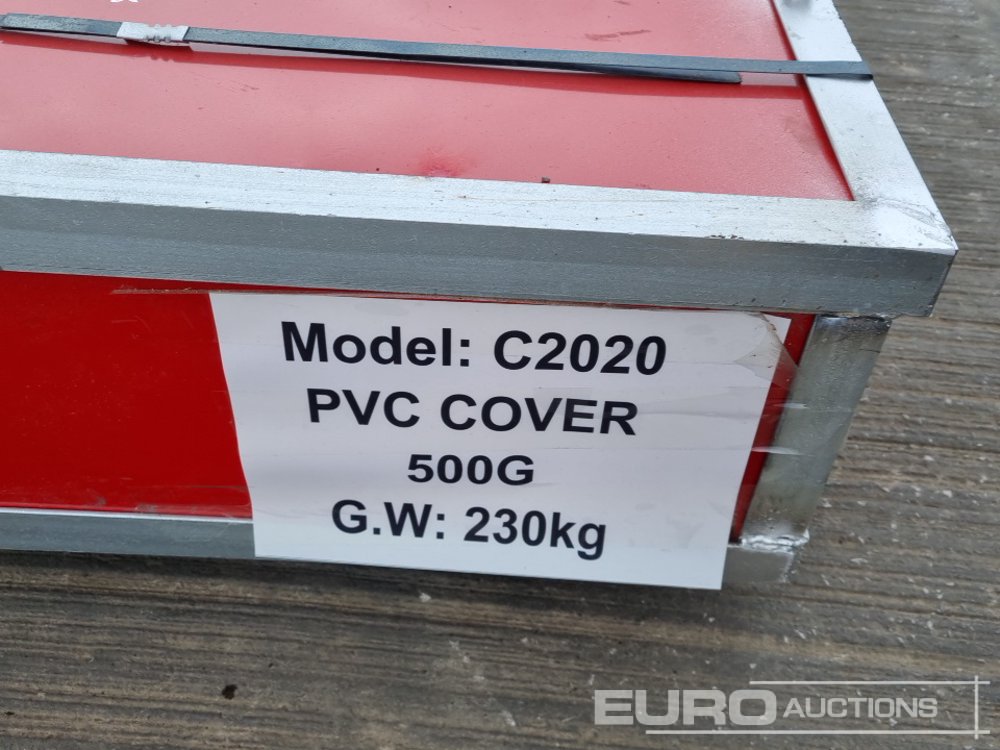 Model: C2020
PVC COVER
500G
G.W: 230kg
EURO AUCTIONS